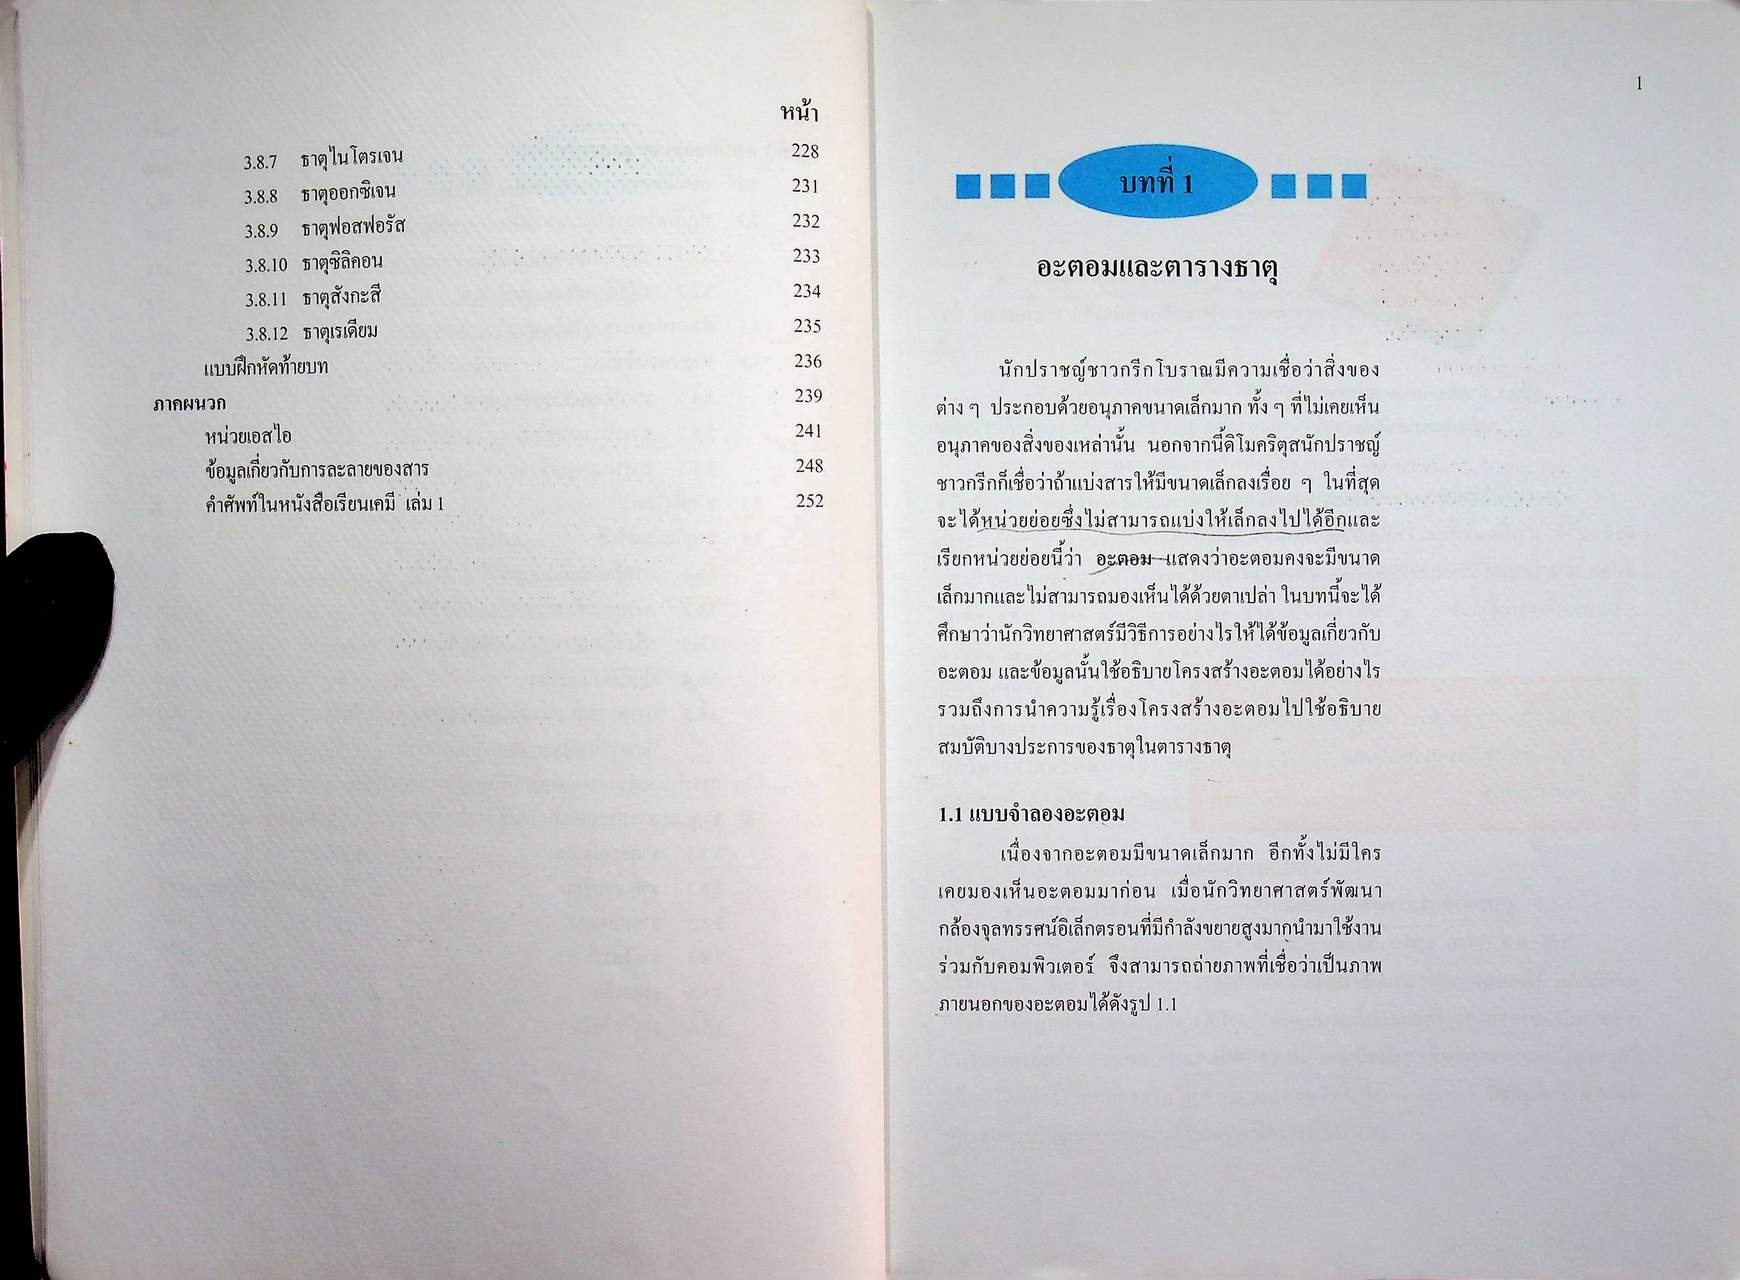 หน้า
3.8.7 ธาตุไนโตรเจน 228
3.8.8 ธาตุออกซิเจน 231
3.8.9 ธาตุฟอสฟอรัส 232
3.8.10 ธาตุซิลิคอน 233
3.8.11 ธาตุสังกะสี 234
3.8.12 ธาตุเรเดียม 235
แบบฝึกหัดท้ายบท 236
ภาคผนวก 239
หน่วยเอสไอ 241
ข้อมูลเกี่ยวกับการละลายของสาร 248
คำศัพท์ในหนังสือเรียนเคมี เล่ม 1 252
1
บทที่ 1
อะตอมและตารางธาตุ
นักปราชญ์ชาวกรีกโบราณมีความเชื่อว่าสิ่งของ
ต่าง ๆ ประกอบด้วยอนุภาคขนาดเล็กมาก ทั้ง ๆ ที่ไม่เคยเห็น
อนุภาคของสิ่งของเหล่านั้น นอกจากนี้ดิโมคริตุสนักปราชญ์
ชาวกรีกก็เชื่อว่าถ้าแบ่งสารให้มีขนาดเล็กลงเรื่อย ๆ ในที่สุด
จะได้หน่วยย่อยซึ่งไม่สามารถแบ่งให้เล็กลงไปได้อีกและ
เรียกหน่วยย่อยนี้ว่า อะตอม แสดงว่าอะตอมคงจะมีขนาด
เล็กมากและไม่สามารถมองเห็นได้ด้วยตาเปล่า ในบทนี้จะได้
ศึกษาว่านักวิทยาศาสตร์มีวิธีการอย่างไรให้ได้ข้อมูลเกี่ยวกับ
อะตอม และข้อมูลนั้นใช้อธิบายโครงสร้างอะตอมได้อย่างไร
รวมถึงการนำความรู้เรื่องโครงสร้างอะตอมไปใช้อธิบาย
สมบัติบางประการของธาตุในตารางธาตุ
1.1 แบบจำลองอะตอม
เนื่องจากอะตอมมีขนาดเล็กมาก อีกทั้งไม่มีใคร
เคยมองเห็นอะตอมมาก่อน เมื่อนักวิทยาศาสตร์พัฒนา
กล้องจุลทรรศน์อิเล็กตรอนที่มีกำลังขยายสูงมากนำมาใช้งาน
ร่วมกับคอมพิวเตอร์ จึงสามารถถ่ายภาพที่เชื่อว่าเป็นภาพ
ภายนอกของอะตอมได้ดังรูป 1.1